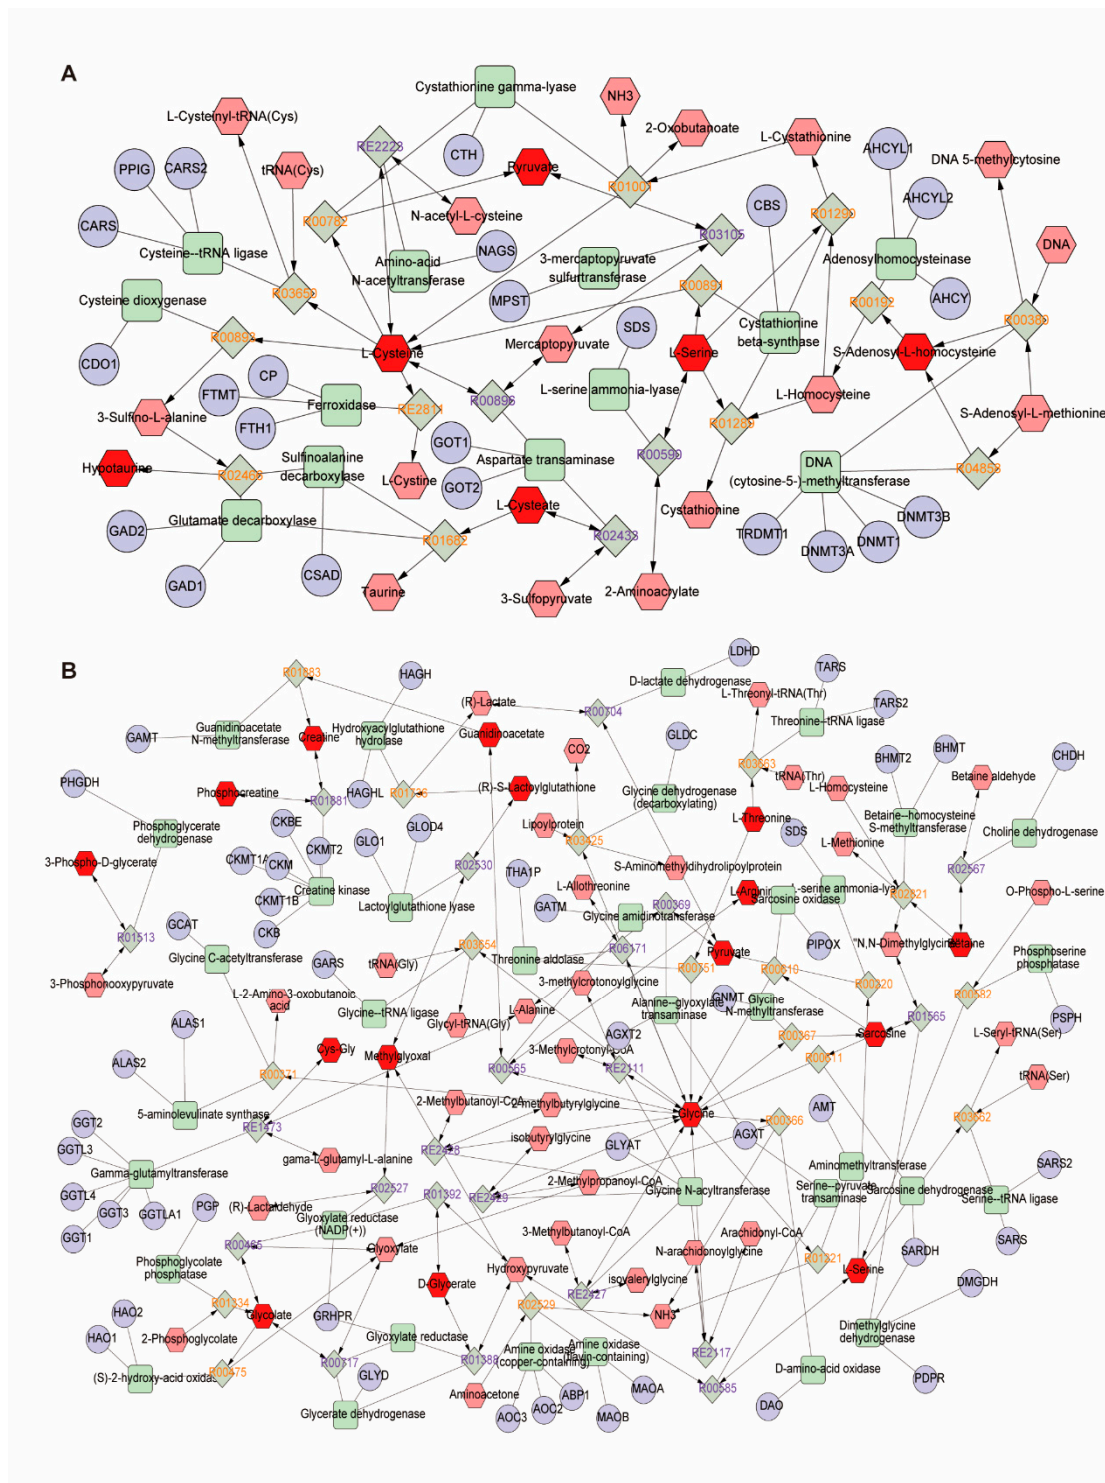 A
Cystathionine gamma-lyase
L-Cysteinyl-tRNA(Cys)
NH3
2-Oxobutanoate
L-Cystathionine
AHCYL1
DNA 5-methylcytosine
PPIG
CARS2
tRNA(Cys)
RE2223
CTH
Pyruvate
R01001
AHCYL2
CBS
R01290
N-acetyl-L-cysteine
R00782
R03105
DNA
CARS
Cysteine--tRNA ligase
Amino-acid
N-acetyltransferase
NAGS
3-mercaptopyruvate
sulfurtransferase
Adenosylhomocysteinase
Cysteine dioxygenase
R03650
MPST
R00891
R00192
AHCY
R00380
SDS
R00893
Mercaptopyruvate
Cystathionine
beta-synthase
L-Cysteine
L-Serine
S-Adenosyl-L-homocysteine
CDO1
CP
FTMT
Ferroxidase
L-serine ammonia-lyase
L-Homocysteine
R00896
RE2811
3-Sulfino-L-alanine
FTH1
R01289
S-Adenosyl-L-methionine
GOT1
R00590
Hypotaurine
R02466
Sulfinoalanine
decarboxylase
L-Cystine
Aspartate transaminase
DNA
(cytosine-5-)-methyltransferase
R04858
GOT2
L-Cysteate
Cystathionine
GAD2
Glutamate decarboxylase
R01682
R02433
TRDMT1
DNMT3A
DNMT1
DNMT3B
GAD1
CSAD
Taurine
3-Sulfopyruvate
2-Aminoacrylate
B
R01883
HAGH
LDHD
D-lactate dehydrogenase
TARS
L-Threonyl-tRNA(Thr)
TARS2
(R)-Lactate
R00704
Threonine--tRNA ligase
GAMT
Guanidinoacetate
N-methyltransferase
Creatine
Hydroxyacylglutathione
hydrolase
Guanidinoacetate
CO2
GLDC
BHMT
BHMT2
CHDH
R03663
tRNA(Thr)
L-Homocysteine
Betaine aldehyde
PHGDH
Phosphocreatine
R01881
HAGHL
R01736
(R)-S-Lactoylglutathione
Glycine dehydrogenase
(decarboxylating)
Lipoylprotein
L-Threonine
SDS
Betaine--homocysteine
S-methyltransferase
Choline dehydrogenase
Phosphoglycerate
dehydrogenase
CKBE
CKMT2
GLO1
GLOD4
R03425
L-Methionine
3-Phospho-D-glycerate
CKMT1A
CKM
R02530
S-Aminomethyldihydrolipoylprotein
R02567
THA1P
L-Allothreonine
L-serine ammonia-
R02821
O-Phospho-L-serine
Creatine kinase
CKMT1B
Lactoylglutathione lyase
GATM
R00369
Glycine amidinotransferase
Sarcosine oxidase
CKB
GCAT
R01513
Glycine C-acetyltransferase
R03654
Threonine aldolase
R06171
Pyruvate
PIPOX
"N,N-Dimethylglycine
Betaine
Phosphoserine
phosphatase
GARS
tRNA(Gly)
R00751
R00610
3-Phosphonooxypyruvate
L-2-Amino-3-oxobutanoic
acid
3-methylcrotonoylglycine
R00320
R00582
Glycine--tRNA ligase
L-Alanine
Alanine--glyoxylate
transaminase
GNMT
Glycine
N-methyltransferase
PSPH
Glycyl-tRNA(Gly)
R01565
ALAS1
Cys-Gly
Methylglyoxal
AGXT2
R00367
Sarcosine
L-Seryl-tRNA(Ser)
3-Methylcrotonyl-CoA
ALAS2
R00371
R00565
RE2111
R00611
tRNA(Ser)
5-aminolevulinate synthase
2-Methylbutanoyl-CoA
2-methylbutyrylglycine
Glycine
R00366
AMT
R03662
GGT2
RE1473
isobutyrylglycine
AGXT
GGTL3
Gamma-glutamyltransferase
RE2428
GLYAT
Aminomethyltransferase
SARS2
gama-L-glutamyl-L-alanine
2-Methylpropanoyl-CoA
Serine--pyruvate
transaminase
Sarcosine dehydrogenase
GGTL4
R02527
R01392
RE2429
Glycine N-acyltransferase
Serine--tRNA ligase
GGT3
GGTLA1
PGP
(R)-Lactaldehyde
GGT1
Glyoxylate reductase
(NADP(+))
3-Methylbutanoyl-CoA
Arachidonyl-CoA
SARS
R00465
Glyoxylate
N-arachidonoylglycine
SARDH
Phosphoglycolate
phosphatase
D-Glycerate
Hydroxypyruvate
R01221
L-Serine
DMGDH
isovalerylglycine
HAO2
R01334
Glycolate
RE2427
R02529
NH3
GRHPR
HAO1
2-Phosphoglycolate
Glyoxylate reductase
Dimethylglycine
dehydrogenase
R00717
R01388
Amine oxidase
(copper-containing)
Amine oxidase
(flavin-containing)
RE2117
(S)-2-hydroxy-acid oxidase
R00475
GLYD
D-amino-acid oxidase
PDPR
Aminoacetone
ABP1
MAOA
R00585
Glycerate dehydrogenase
AOC3
AOC2
MAOB
DAO